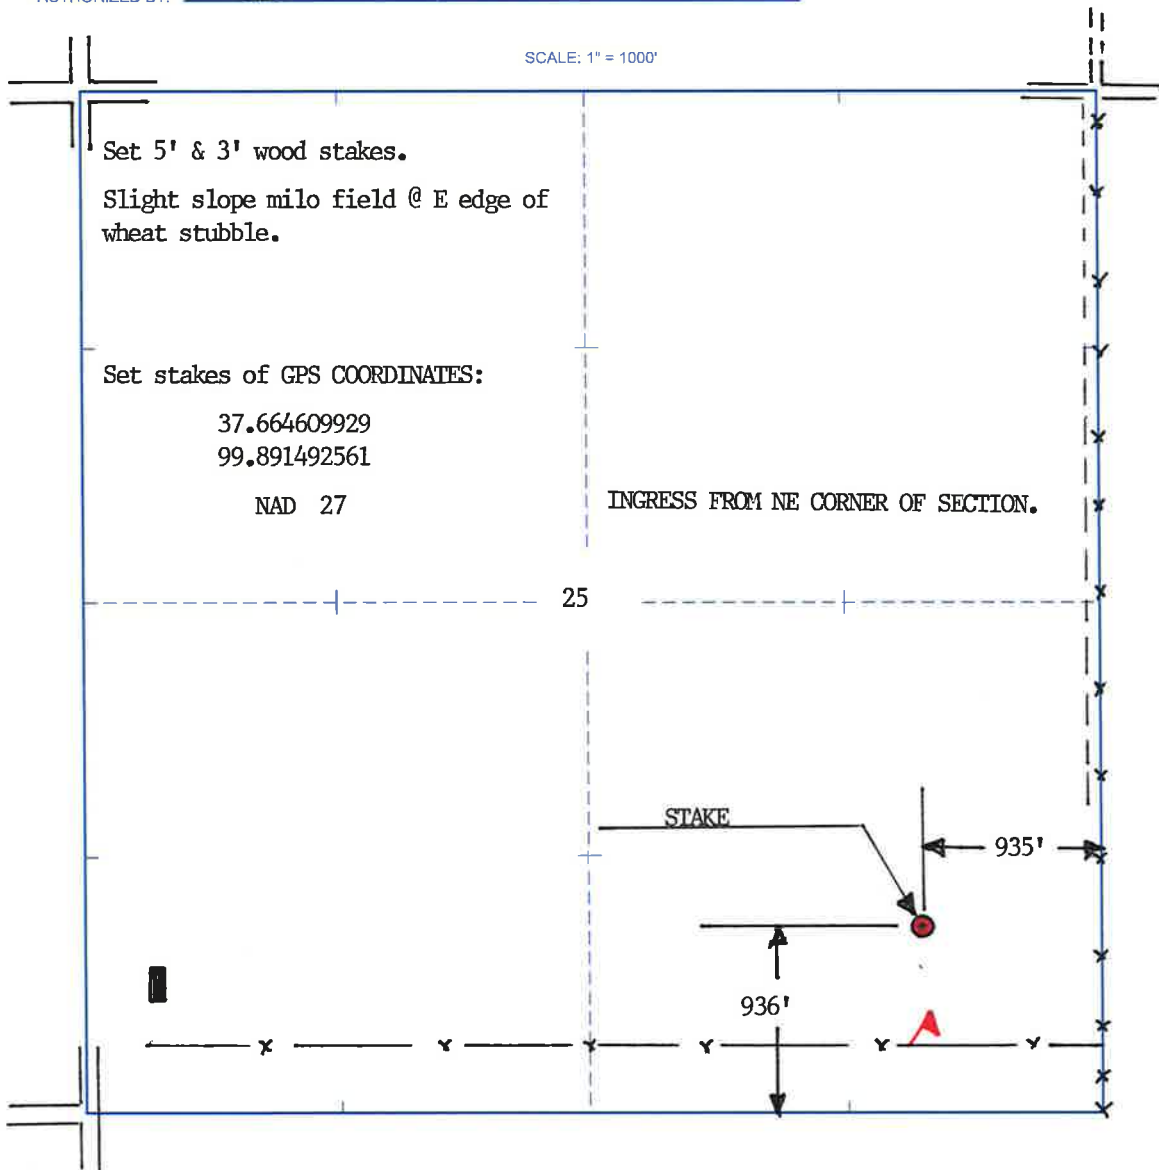 SCALE: 1" = 1000'
Set 5' & 3' wood stakes.
Slight slope milo field @ E edge of
wheat stubble.
Set stakes of GPS COORDINATES:
37.664609929
99.891492561
NAD 27
INGRESS FROM NE CORNER OF SECTION.
25
STAKE
935'
936'